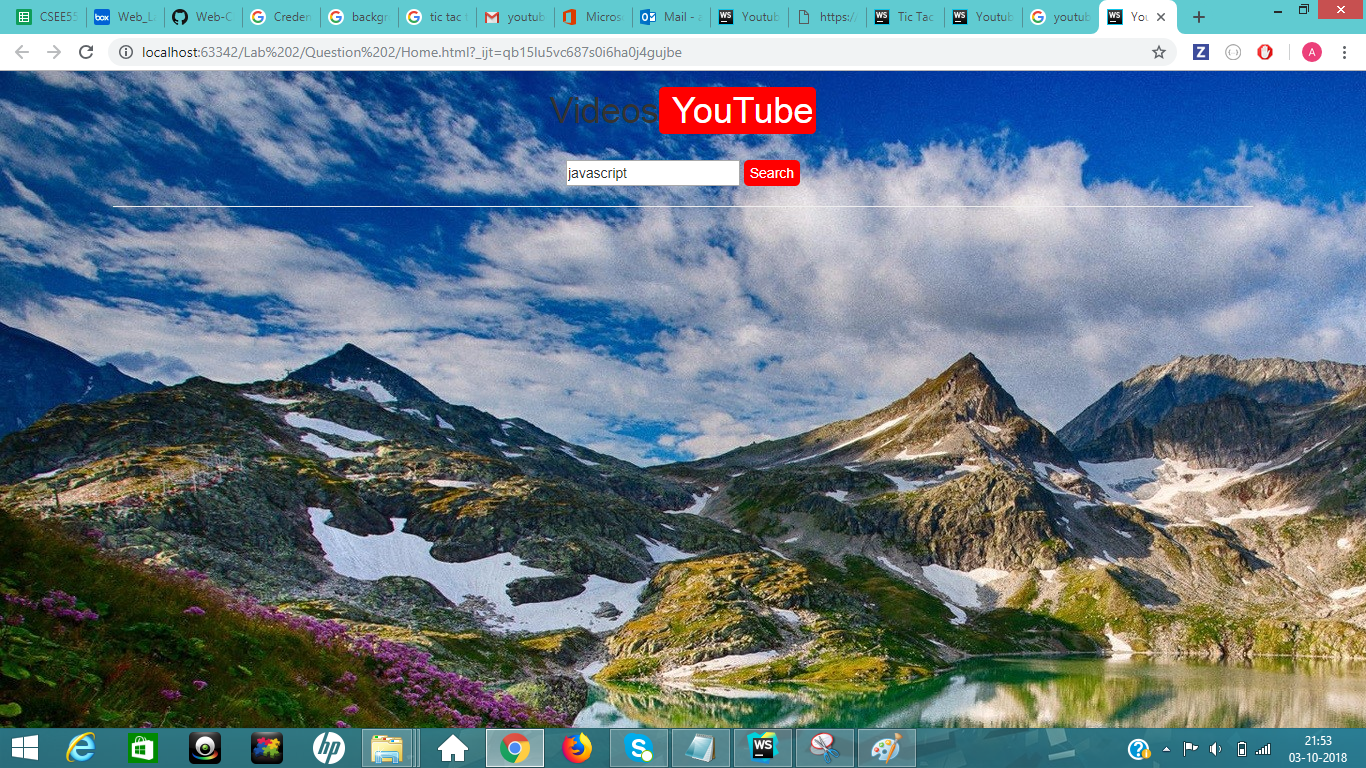 CSEE55 Web_La Web-C Creden backgr tic tac t youtub Micros Mail - a Youtub https:/ Tic Tac Youtub youtub You
localhost:63342/Lab%202/Question%202/Home.html?_ijt=qb15lu5vc687s0i6ha0j4gujbe
A
Videos YouTube
javascript Search
21:53
03-10-2018